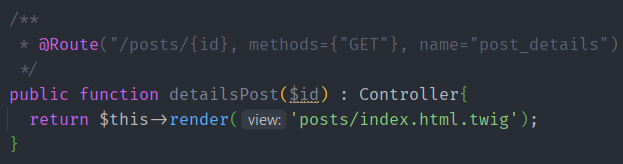 /**
 * @Route("/posts/{id}, methods={"GET"}, name="post_details")
 */
public function detailsPost($id) : Controller{
  return $this->render( view: 'posts/index.html.twig');
}